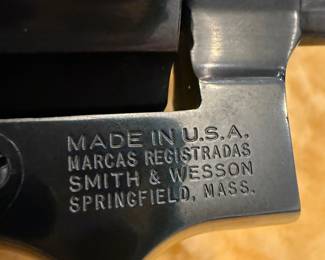 MADE IN U.S.A.
MARCAS REGISTRADAS
SMITH & WESSON
SPRINGFIELD, MASS.